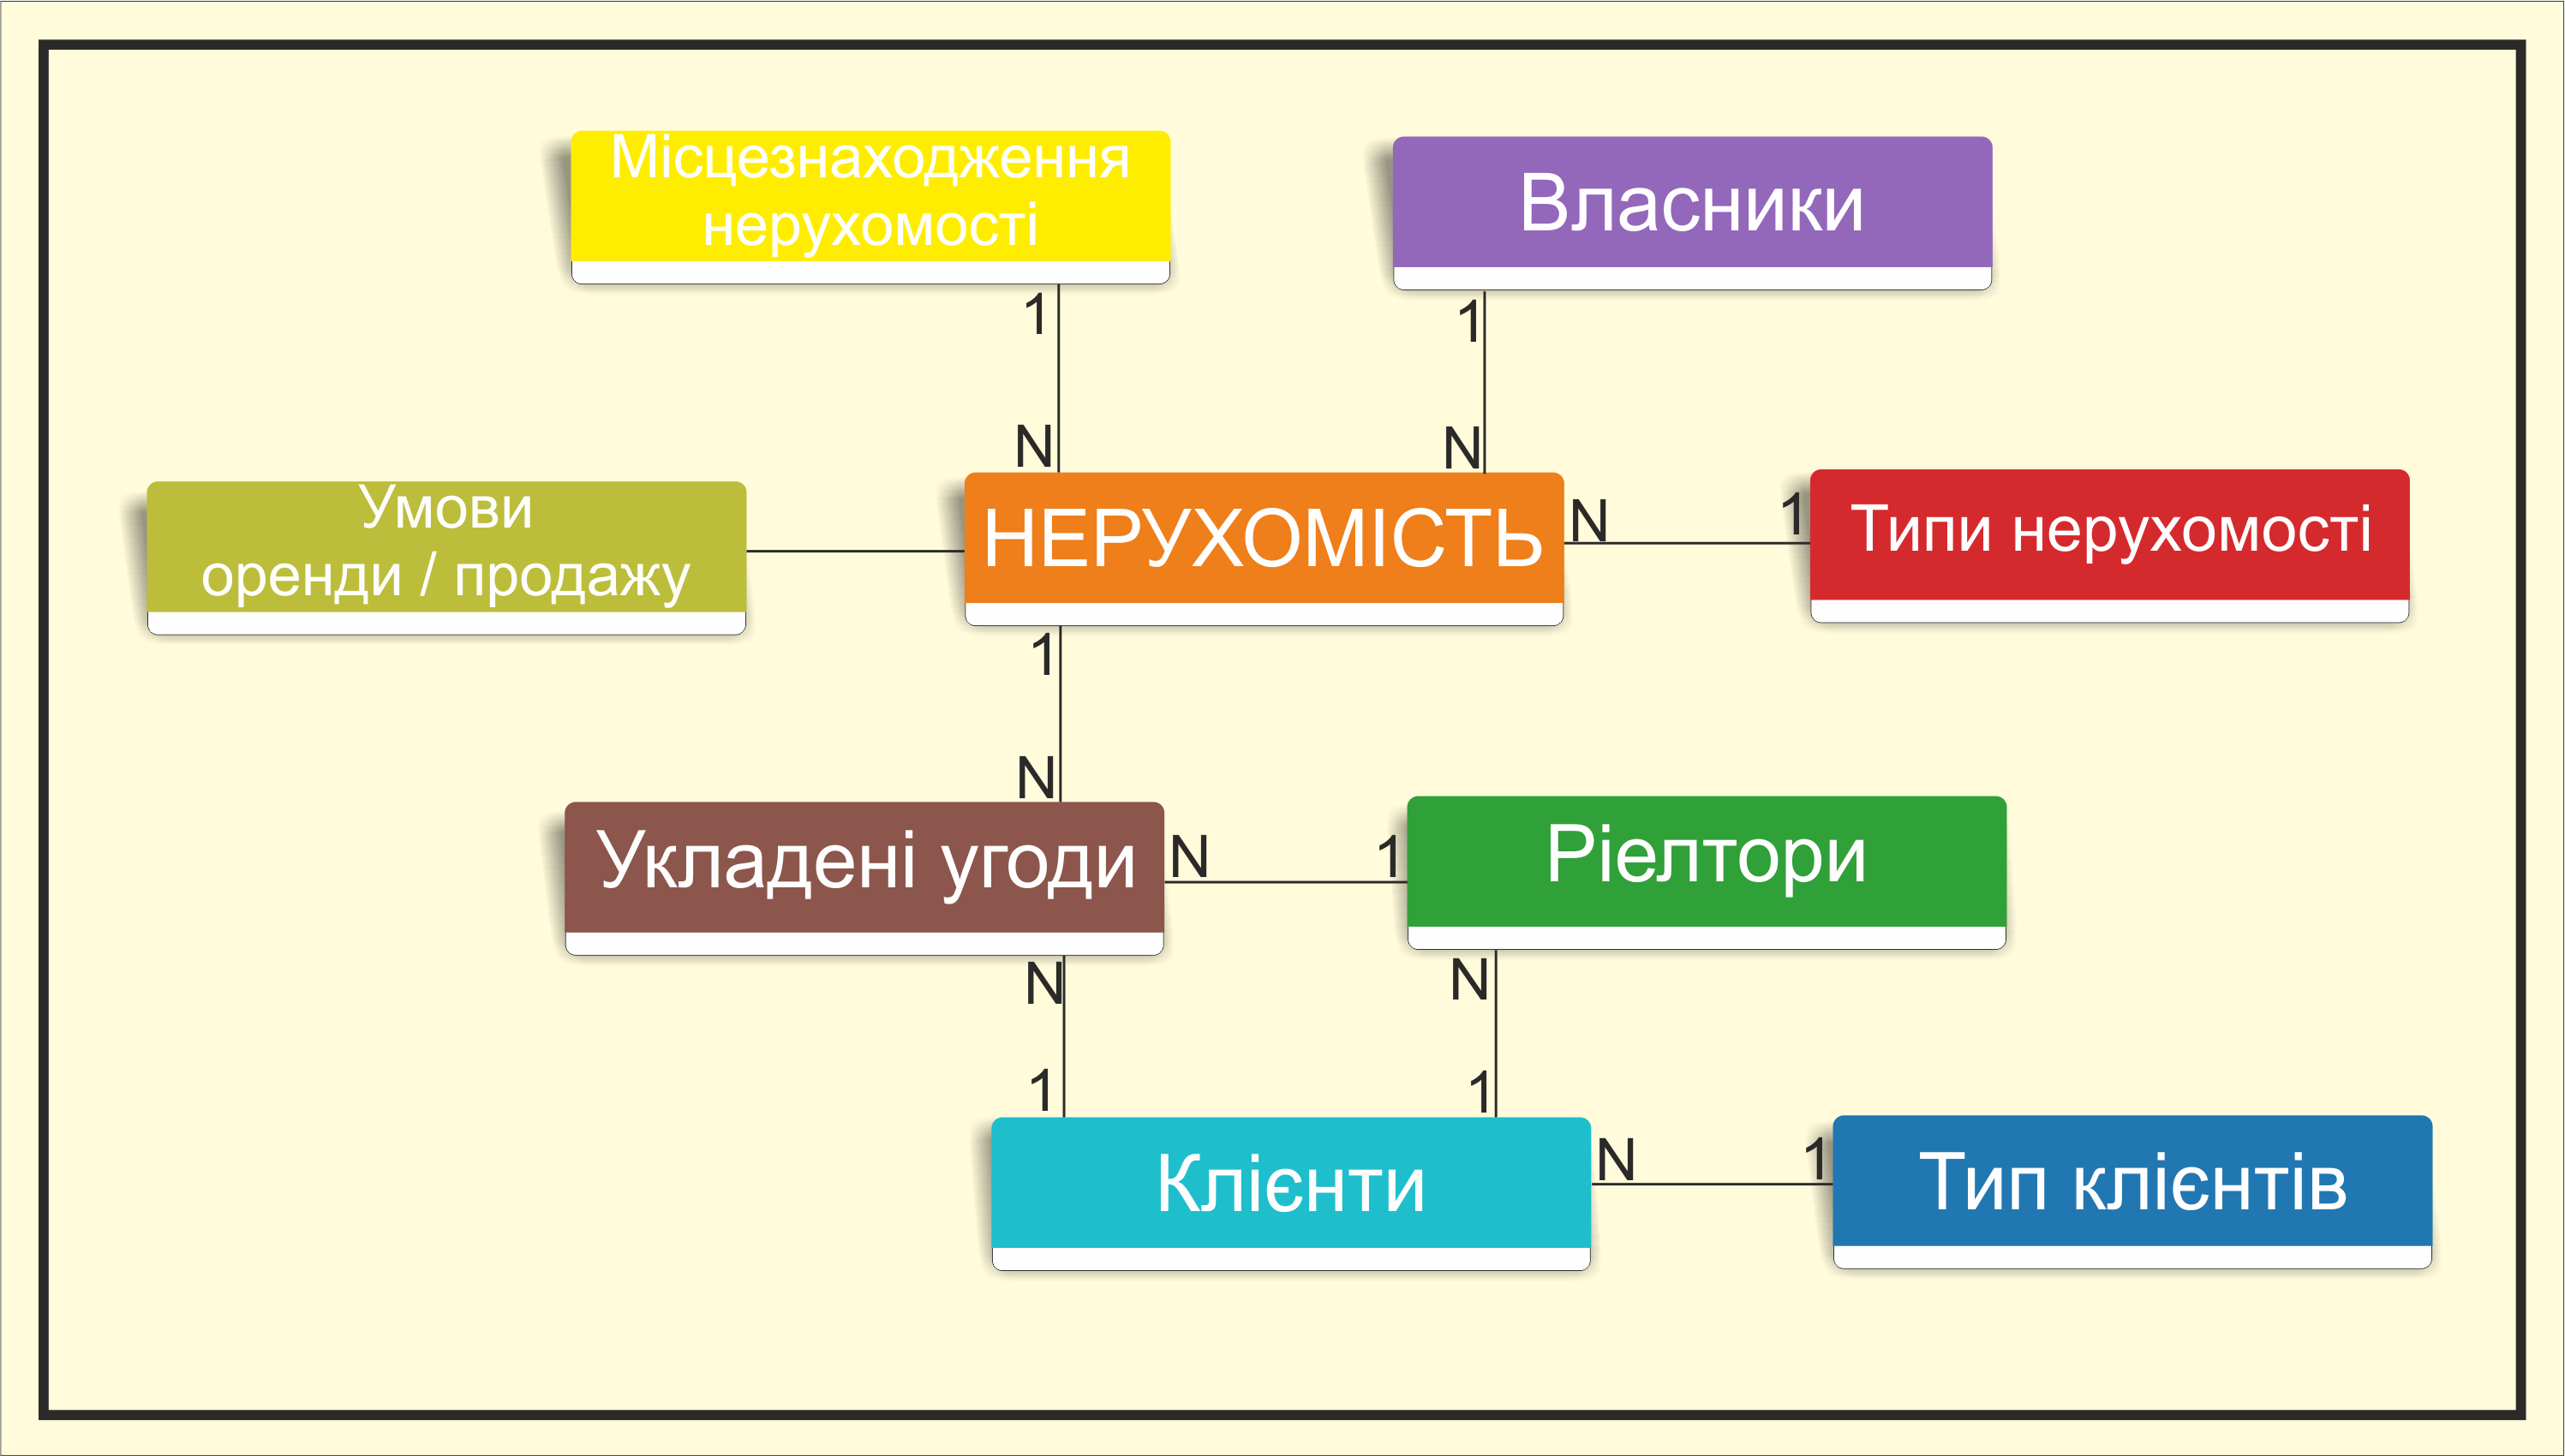 Місцезнаходження
нерухомості
Власники
1
1
N
N
Умови
оренди / продажу
НЕРУХОМІСТЬ
N
1
Типи нерухомості
1
N
Укладені угоди
N
1
Ріелтори
N
N
1
1
Клієнти
N
1
Тип клієнтів